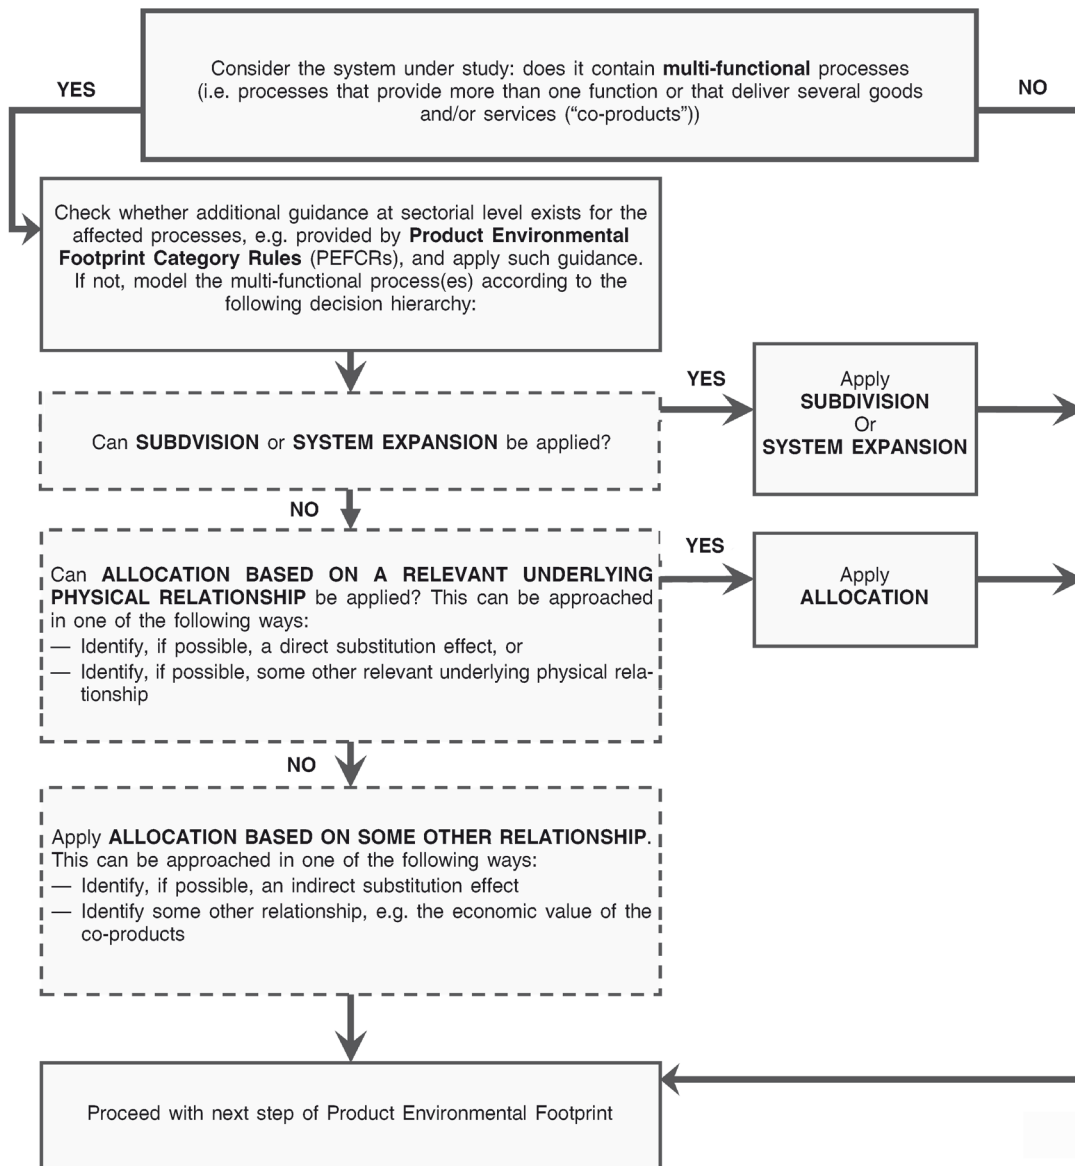 Consider the system under study: does it contain multi-functional processes
(i.e. processes that provide more than one function or that deliver several goods
and/or services (“co-products”))
YES
NO
Check whether additional guidance at sectorial level exists for the
affected processes, e.g. provided by Product Environmental
Footprint Category Rules (PEFCRs), and apply such guidance.
If not, model the multi-functional process(es) according to the
following decision hierarchy:
Can SUBDVISION or SYSTEM EXPANSION be applied?
YES
Apply
SUBDIVISION
Or
SYSTEM EXPANSION
NO
Can ALLOCATION BASED ON A RELEVANT UNDERLYING
PHYSICAL RELATIONSHIP be applied? This can be approached
in one of the following ways:
— Identify, if possible, a direct substitution effect, or
— Identify, if possible, some other relevant underlying physical rela-
tionship
YES
Apply
ALLOCATION
NO
Apply ALLOCATION BASED ON SOME OTHER RELATIONSHIP.
This can be approached in one of the following ways:
— Identify, if possible, an indirect substitution effect
— Identify some other relationship, e.g. the economic value of the
co-products
Proceed with next step of Product Environmental Footprint